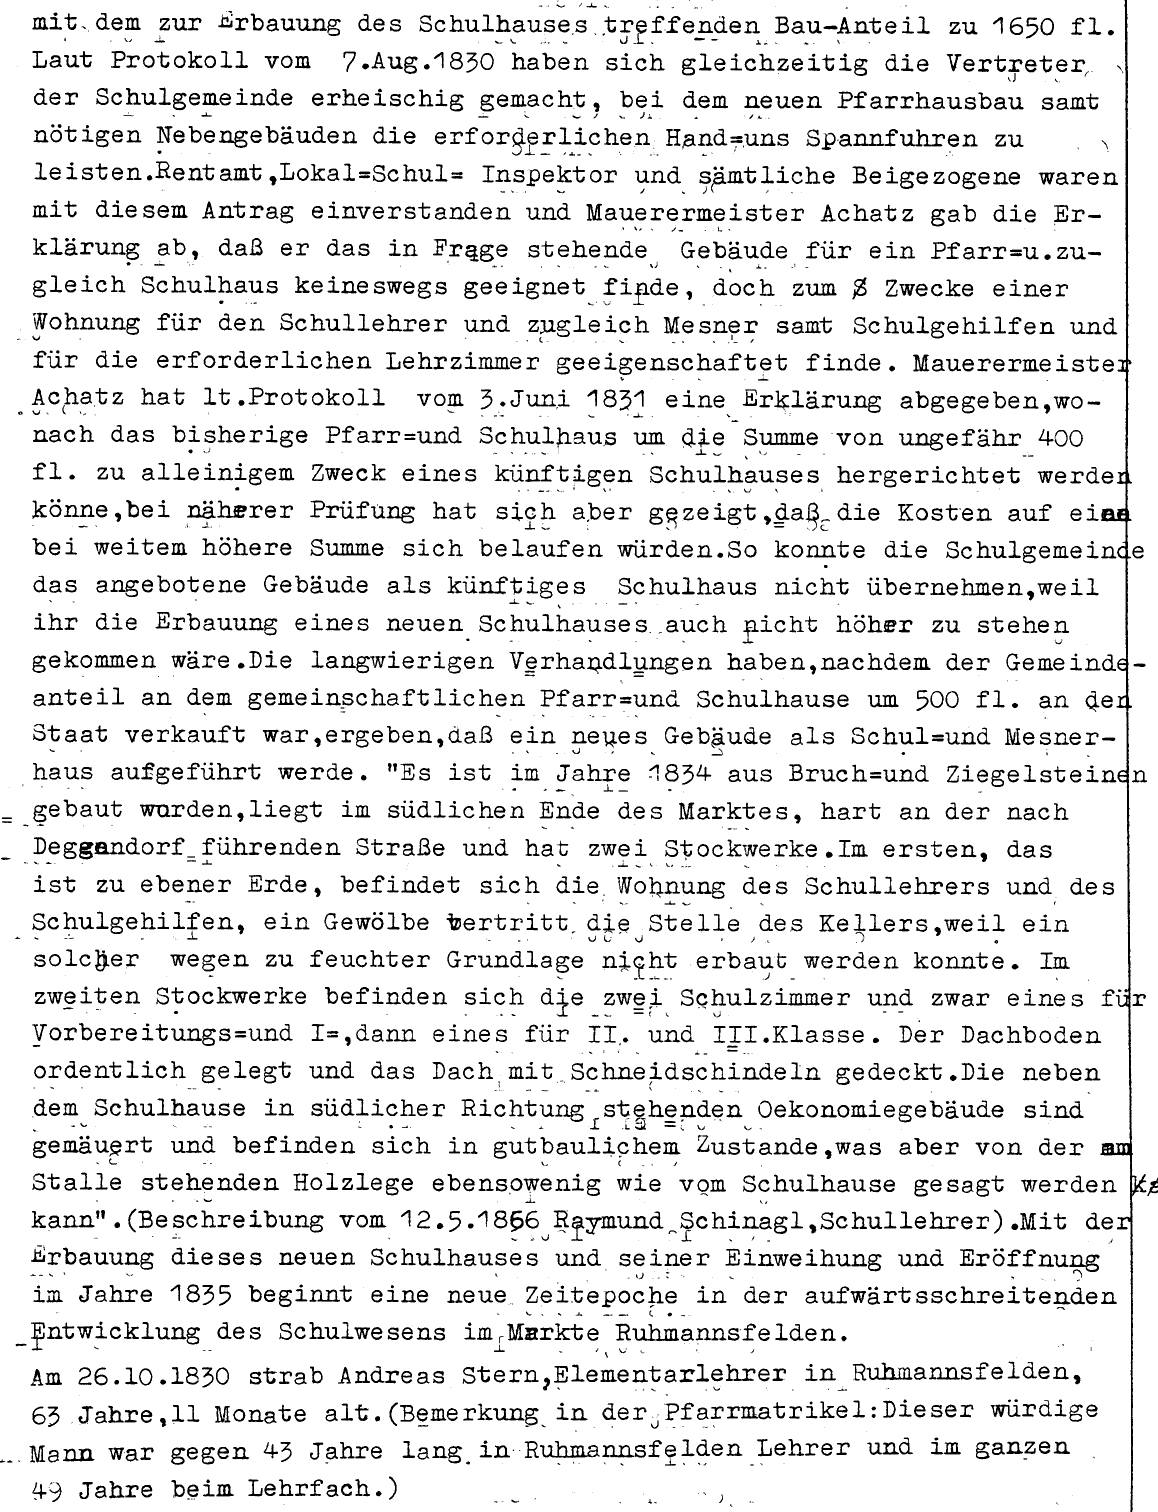 mit dem zur Erbauung des Schulhauses treffenden Bau-Anteil zu 1650 fl.
Laut Protokoll vom 7.Aug.1830 haben sich gleichzeitig die Vertreter
der Schulgemeinde erheischig gemacht, bei dem neuen Pfarrhausbau samt
nötigen Nebengebäuden die erforderlichen Hand=uns Spannfuhren zu
leisten.Rentamt,Lokal=Schul= Inspektor und sämtliche Beigezogene waren
mit diesem Antrag einverstanden und Mauerermeister Achatz gab die Er-
klärung ab, daß er das in Frage stehende Gebäude für ein Pfarr=u.zu-
gleich Schulhaus keineswegs geeignet finde, doch zum Zwecke einer
Wohnung für den Schullehrer und zugleich Mesner samt Schulgehilfen und
für die erforderlichen Lehrzimmer geeigenschaftet finde. Mauerermeister
Achatz hat lt.Protokoll vom 3.Juni 1831 eine Erklärung abgegeben,wo-
nach das bisherige Pfarr=und Schulhaus um die Summe von ungefähr 400
fl. zu alleinigem Zweck eines künftigen Schulhauses hergerichtet werden
könne,bei näherer Prüfung hat sich aber gezeigt,daß die Kosten auf eine
bei weitem höhere Summe sich belaufen würden.So konnte die Schulgemeinde
das angebotene Gebäude als künftiges Schulhaus nicht übernehmen,weil
ihr die Erbauung eines neuen Schulhauses auch nicht höher zu stehen
gekommen wäre.Die langwierigen Verhandlungen haben,nachdem der Gemeinde-
anteil an dem gemeinschaftlichen Pfarr=und Schulhause um 500 fl. an den
Staat verkauft war,ergeben,daß ein neues Gebäude als Schul=und Mesner-
haus aufgeführt werde. "Es ist im Jahre 1834 aus Bruch=und Ziegelsteinen
gebaut worden,liegt im südlichen Ende des Marktes, hart an der nach
Deggendorf führenden Straße und hat zwei Stockwerke.Im ersten, das
ist zu ebener Erde, befindet sich die Wohnung des Schullehrers und des
Schulgehilfen, ein Gewölbe vertritt die Stelle des Kellers,weil ein
solcher wegen zu feuchter Grundlage nicht erbaut werden konnte. Im
zweiten Stockwerke befinden sich die zwei Schulzimmer und zwar eines für
Vorbereitungs=und I=,dann eines für II. und III.Klasse. Der Dachboden
ordentlich gelegt und das Dach mit Schneidschindeln gedeckt.Die neben
dem Schulhause in südlicher Richtung stehenden Oekonomiegebäude sind
gemäuert und befinden sich in gutbaulichem Zustande,was aber von der am
Stalle stehenden Holzlege ebensowenig wie vom Schulhause gesagt werden
kann".(Beschreibung vom 12.5.1866 Raymund Schinagl,Schullehrer).Mit der
Erbauung dieses neuen Schulhauses und seiner Einweihung und Eröffnung
im Jahre 1835 beginnt eine neue Zeitepoche in der aufwärtsschreitenden
Entwicklung des Schulwesens im Markte Ruhmannsfelden.
Am 26.10.1830 strab Andreas Stern,Elementarlehrer in Ruhmannsfelden,
63 Jahre,11 Monate alt.(Bemerkung in der Pfarrmatrikel:Dieser würdige
Mann war gegen 43 Jahre lang in Ruhmannsfelden Lehrer und im ganzen
49 Jahre beim Lehrfach.)